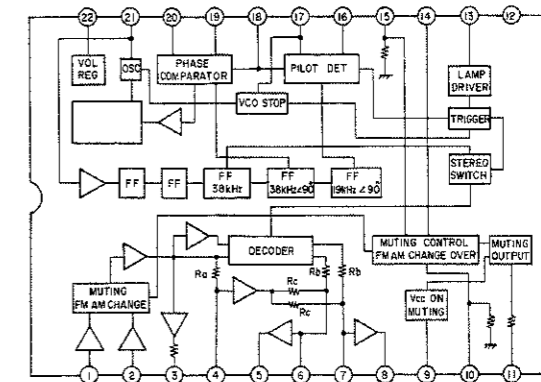 22 21 20 19 18 17 16 15 14 13 12
VOL
REG
OSC
PHASE
COMPARATOR
PILOT DET
LAMP
DRIVER
VCO STOP
TRIGGER
FF
FF
FF
38kHz
FF
38kHz∠90°
FF
19kHz∠90°
STEREO
SWITCH
DECODER
MUTING CONTROL
FM AM CHANGE OVER
MUTING
OUTPUT
Ra
Rb
Rb
Rc
Rc
MUTING
FM AM CHANGE
Vcc ON
MUTING
1 2 3 4 5 6 7 8 9 10 11